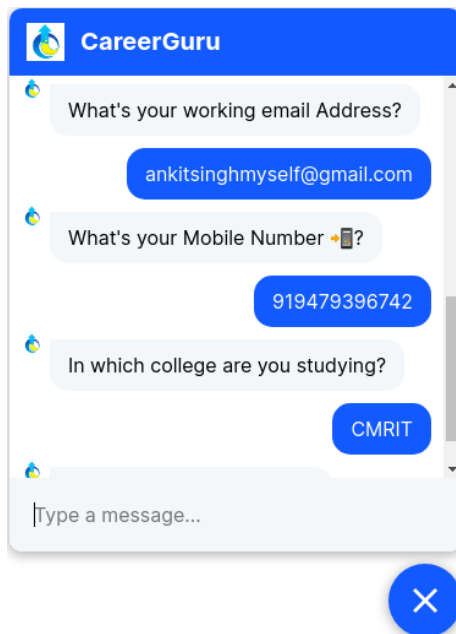 CareerGuru
What's your working email Address?
ankitsinghmyself@gmail.com
What's your Mobile Number 📲?
919479396742
In which college are you studying?
CMRIT
Type a message...